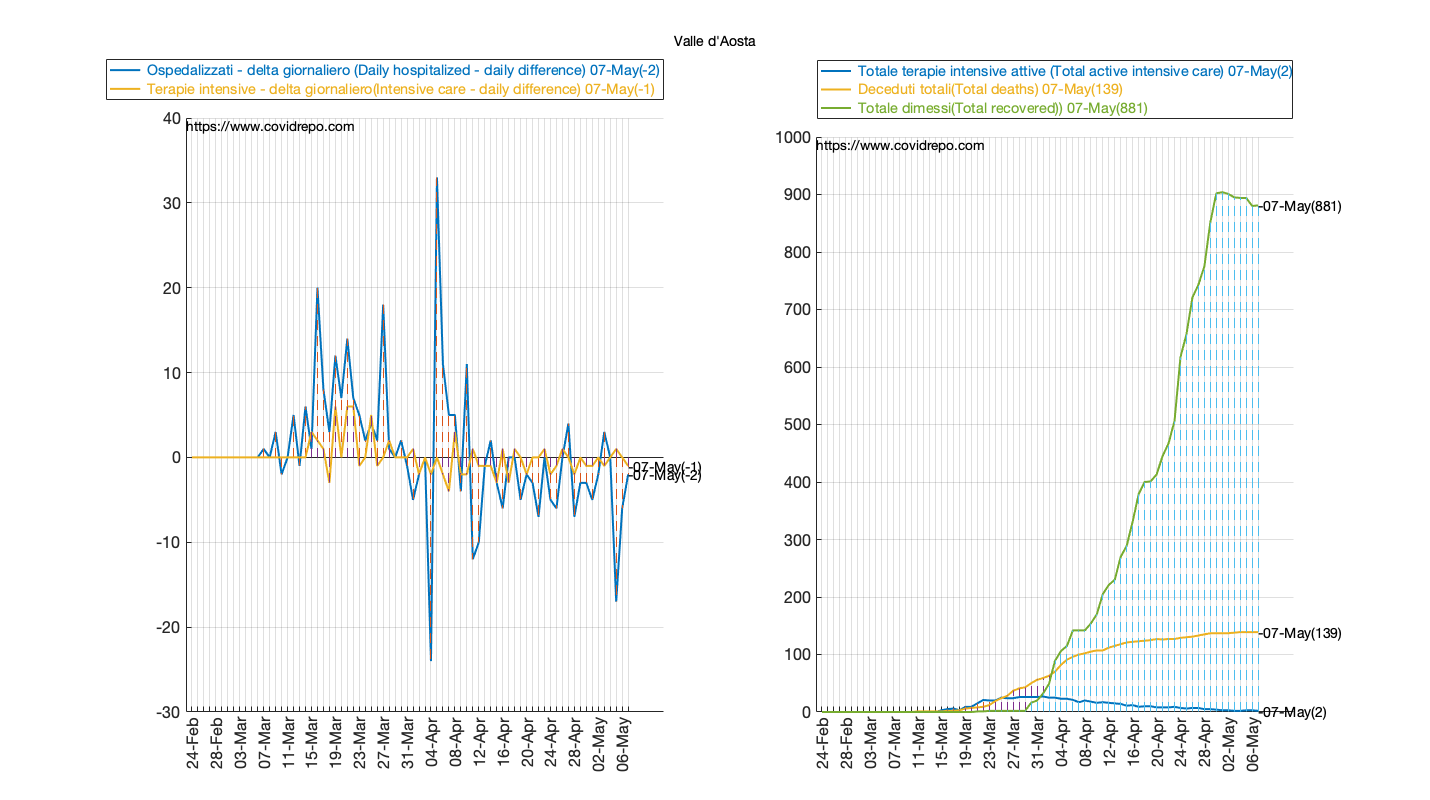 Valle d'Aosta
Ospedalizzati - delta giornaliero (Daily hospitalized - daily difference) 07-May(-2)
Terapie intensive - delta giornaliero(Intensive care - daily difference) 07-May(-1)
https://www.covidrepo.com
40
30
20
10
0
-10
-20
-30
07-May(-1)
07-May(-2)
24-Feb
28-Feb
03-Mar
07-Mar
11-Mar
15-Mar
19-Mar
23-Mar
27-Mar
31-Mar
04-Apr
08-Apr
12-Apr
16-Apr
20-Apr
24-Apr
28-Apr
02-May
06-May
Totale terapie intensive attive (Total active intensive care) 07-May(2)
Deceduti totali(Total deaths) 07-May(139)
Totale dimessi(Total recovered)) 07-May(881)
https://www.covidrepo.com
1000
900
800
700
600
500
400
300
200
100
0
07-May(881)
07-May(139)
07-May(2)
24-Feb
28-Feb
03-Mar
07-Mar
11-Mar
15-Mar
19-Mar
23-Mar
27-Mar
31-Mar
04-Apr
08-Apr
12-Apr
16-Apr
20-Apr
24-Apr
28-Apr
02-May
06-May